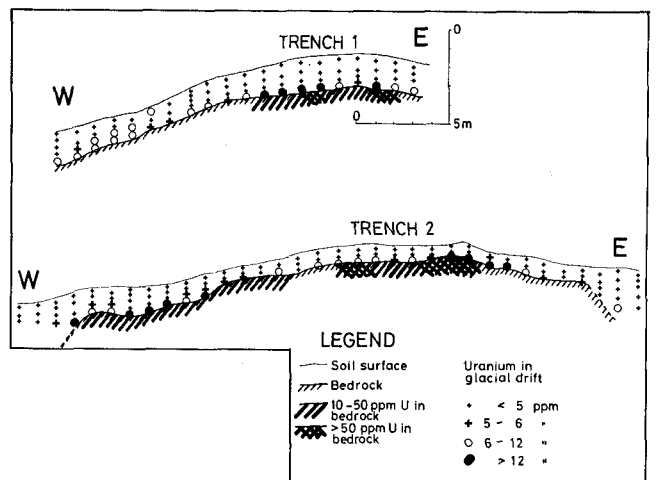 TRENCH 1
E
0
W
0
5m
TRENCH 2
E
W
LEGEND
Soil surface
Bedrock
10-50 ppm U in
bedrock
>50 ppm U in
bedrock
Uranium in
glacial drift
< 5 ppm
5 - 6 "
6 - 12 "
> 12 "